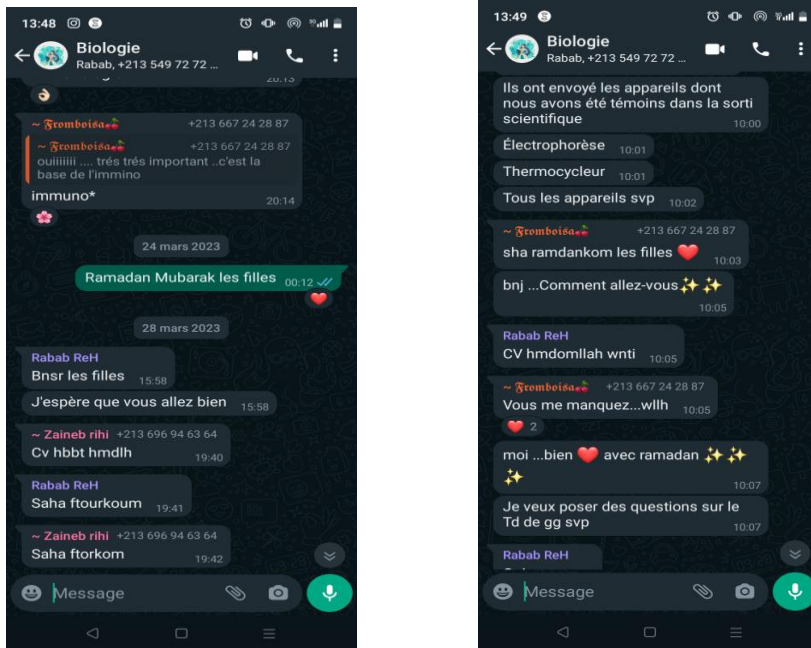 13:48
Biologie
Rabab, +213 549 72 72 ...
20:13
~ Fromboisa +213 667 24 28 87
~ Fromboisa +213 667 24 28 87
ouiiiiiii .... trés trés important ..c'est la
base de l'immino
immuno* 20:14
24 mars 2023
Ramadan Mubarak les filles 00:12
28 mars 2023
Rabab ReH
Bnsr les filles 15:58
J'espère que vous allez bien 15:58
~ Zaineb rihi +213 696 94 63 64
Cv hbbt hmdlh 19:40
Rabab ReH
Saha ftourkoum 19:41
~ Zaineb rihi +213 696 94 63 64
Saha ftorkom 19:42
Message
13:49
Biologie
Rabab, +213 549 72 72 ...
Ils ont envoyé les appareils dont
nous avons été témoins dans la sorti
scientifique 10:00
Électrophorèse 10:01
Thermocycleur 10:01
Tous les appareils svp 10:02
~ Fromboisa +213 667 24 28 87
sha ramdankom les filles ❤️ 10:03
bnj ...Comment allez-vous✨ ✨
10:05
Rabab ReH
CV hmdomllah wnti 10:05
~ Fromboisa +213 667 24 28 87
Vous me manquez...wllh 10:05
❤️ 2
moi ...bien ❤️ avec ramadan ✨ ✨
✨ 10:07
Je veux poser des questions sur le
Td de gg svp 10:07
Rabab ReH
Message